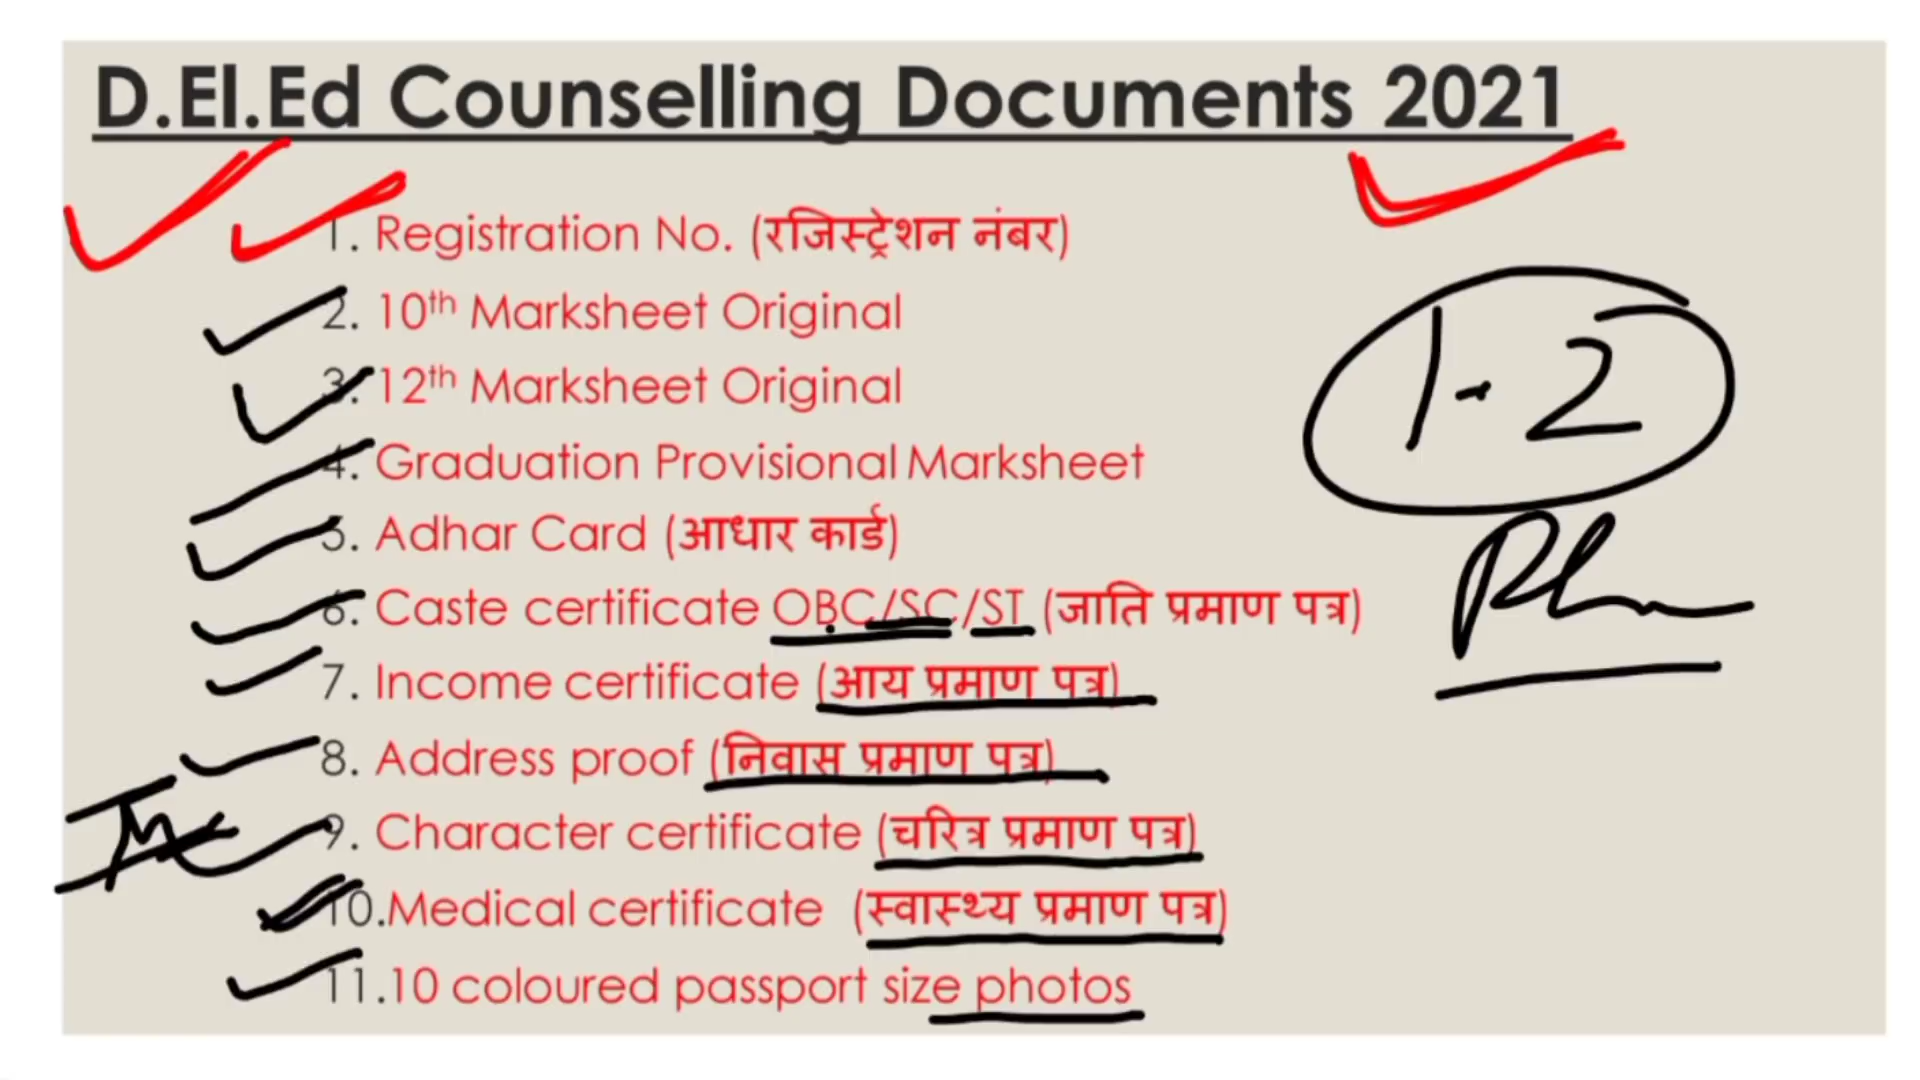 D.El.Ed Counselling Documents 2021
1. Registration No. (रजिस्ट्रेशन नंबर)
2. 10th Marksheet Original
3. 12th Marksheet Original
4. Graduation Provisional Marksheet
5. Adhar Card (आधार कार्ड)
6. Caste certificate OBC/SC/ST (जाति प्रमाण पत्र)
7. Income certificate (आय प्रमाण पत्र)
8. Address proof (निवास प्रमाण पत्र)
9. Character certificate (चरित्र प्रमाण पत्र)
10.Medical certificate (स्वास्थ्य प्रमाण पत्र)
11.10 coloured passport size photos
1-2